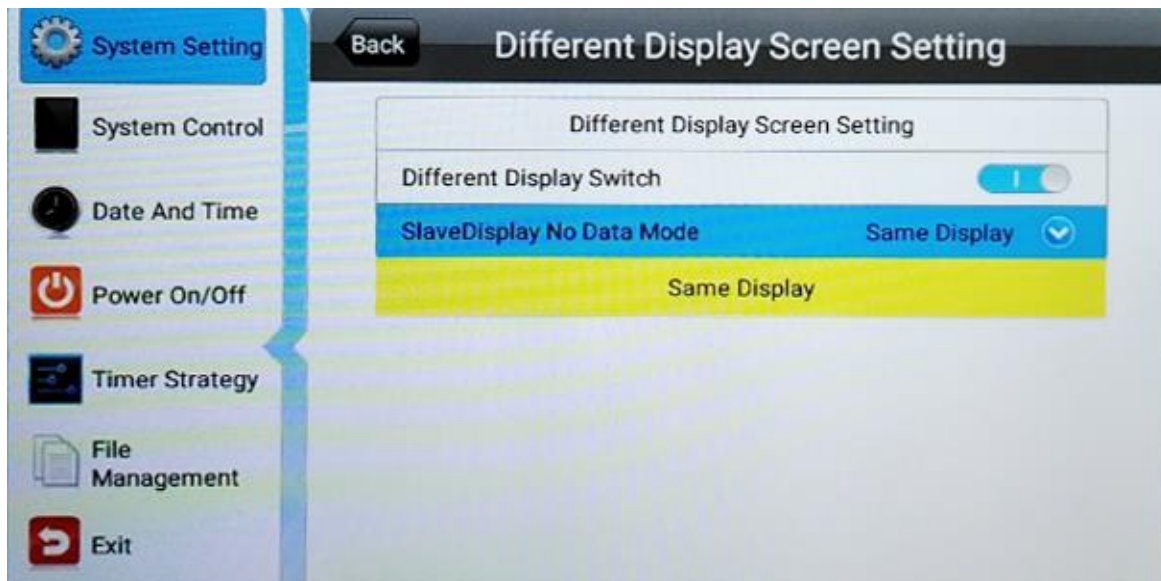 System Setting
Back
Different Display Screen Setting
System Control
Different Display Screen Setting
Different Display Switch
Date And Time
SlaveDisplay No Data Mode
Same Display
Power On/Off
Same Display
Timer Strategy
File
Management
Exit